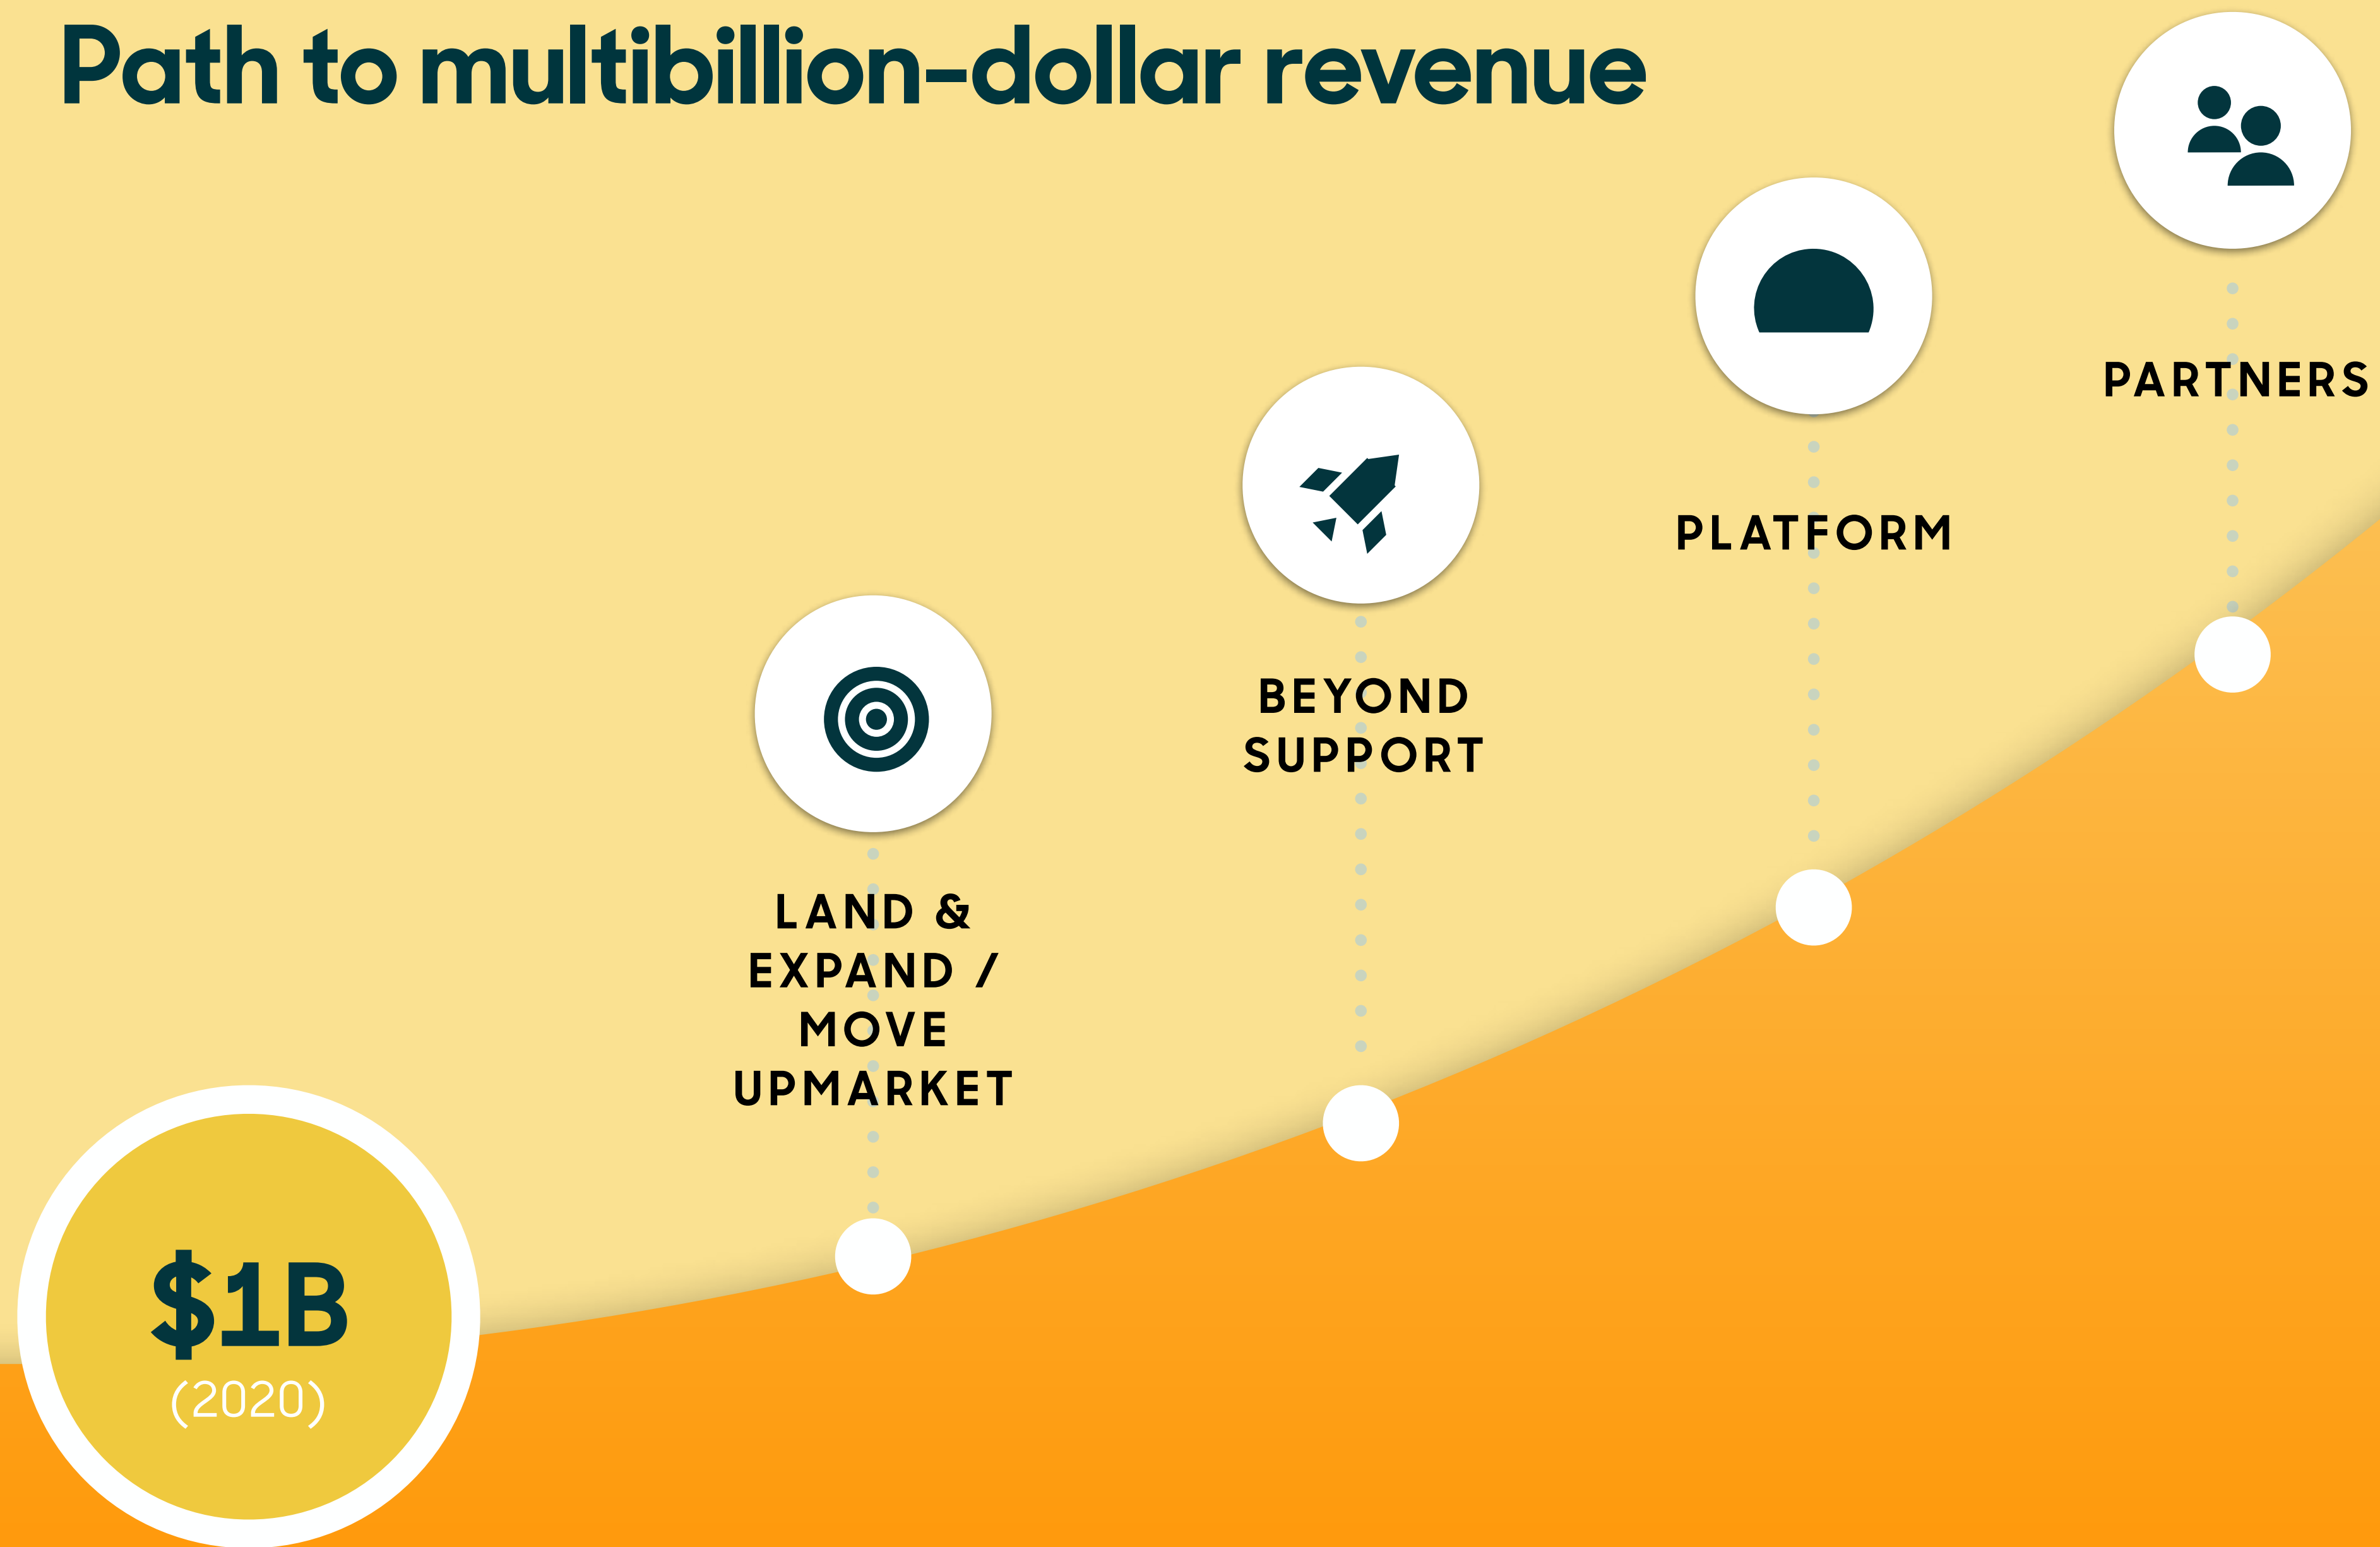 Path to multibillion-dollar revenue
PARTNERS
PLATFORM
BEYOND
SUPPORT
LAND &
EXPAND /
MOVE
UPMARKET
$1B
(2020)